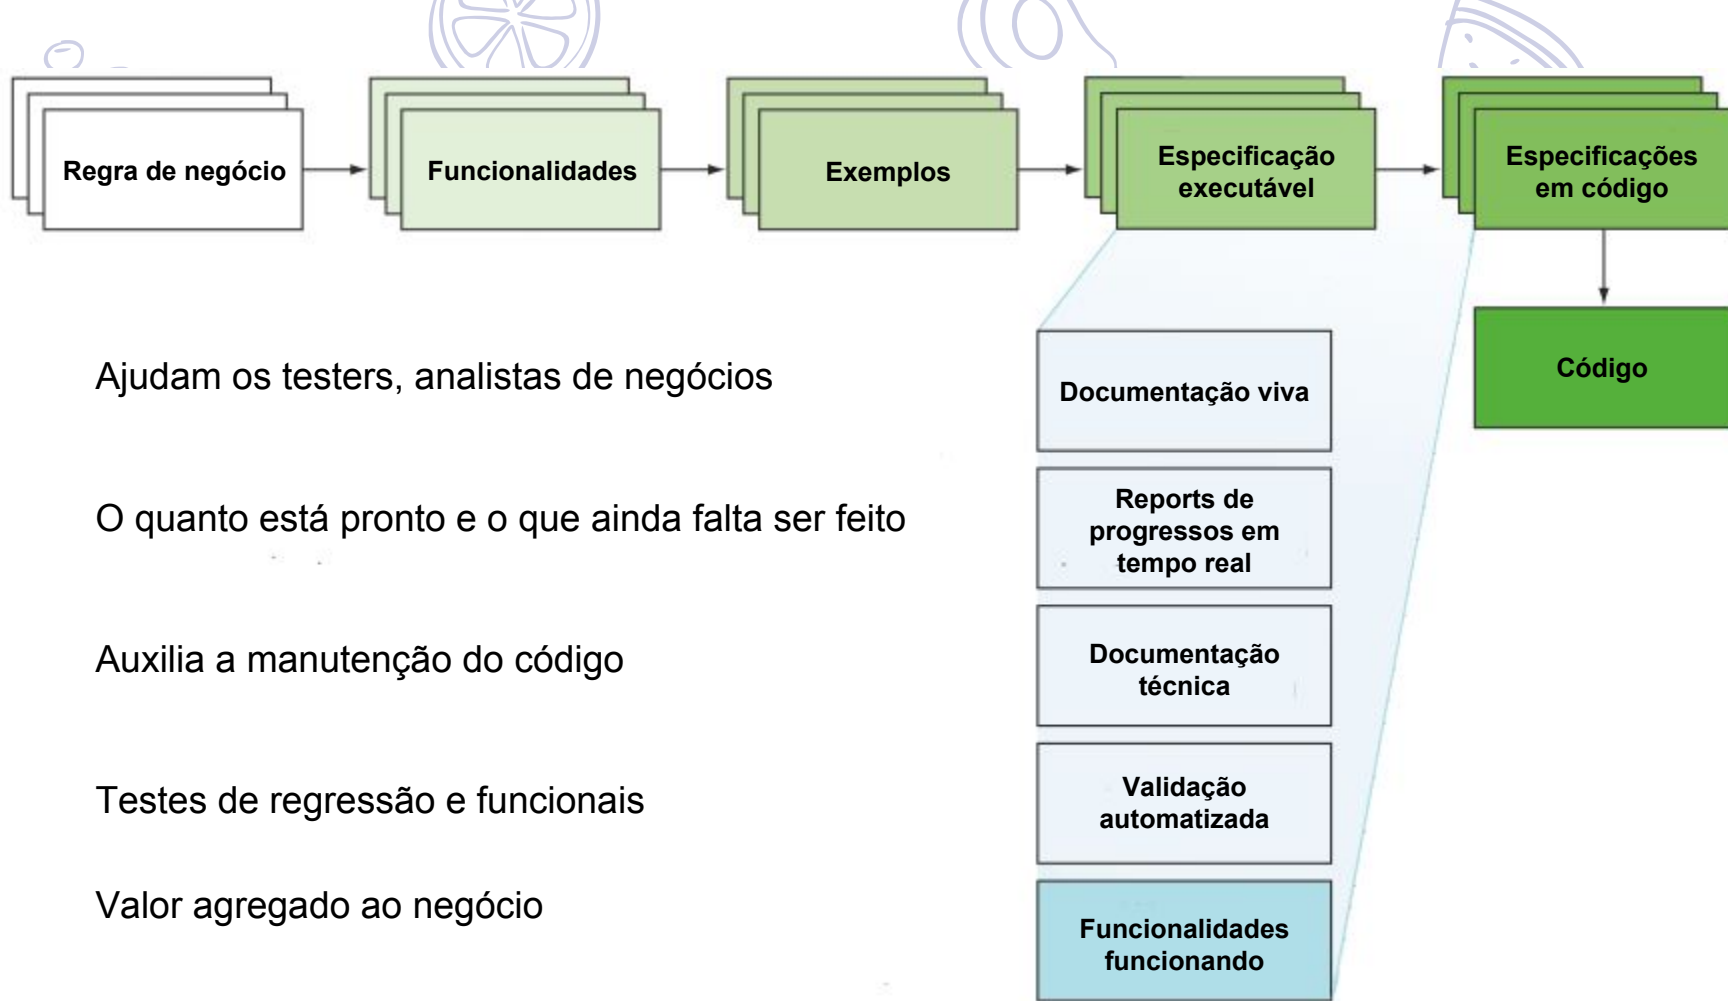 Regra de negócio
Funcionalidades
Exemplos
Especificação
executável
Especificações
em código
Código
Ajudam os testers, analistas de negócios
Documentação viva
O quanto está pronto e o que ainda falta ser feito
Reports de
progressos em
tempo real
Auxilia a manutenção do código
Documentação
técnica
Testes de regressão e funcionais
Validação
automatizada
Valor agregado ao negócio
Funcionalidades
funcionando